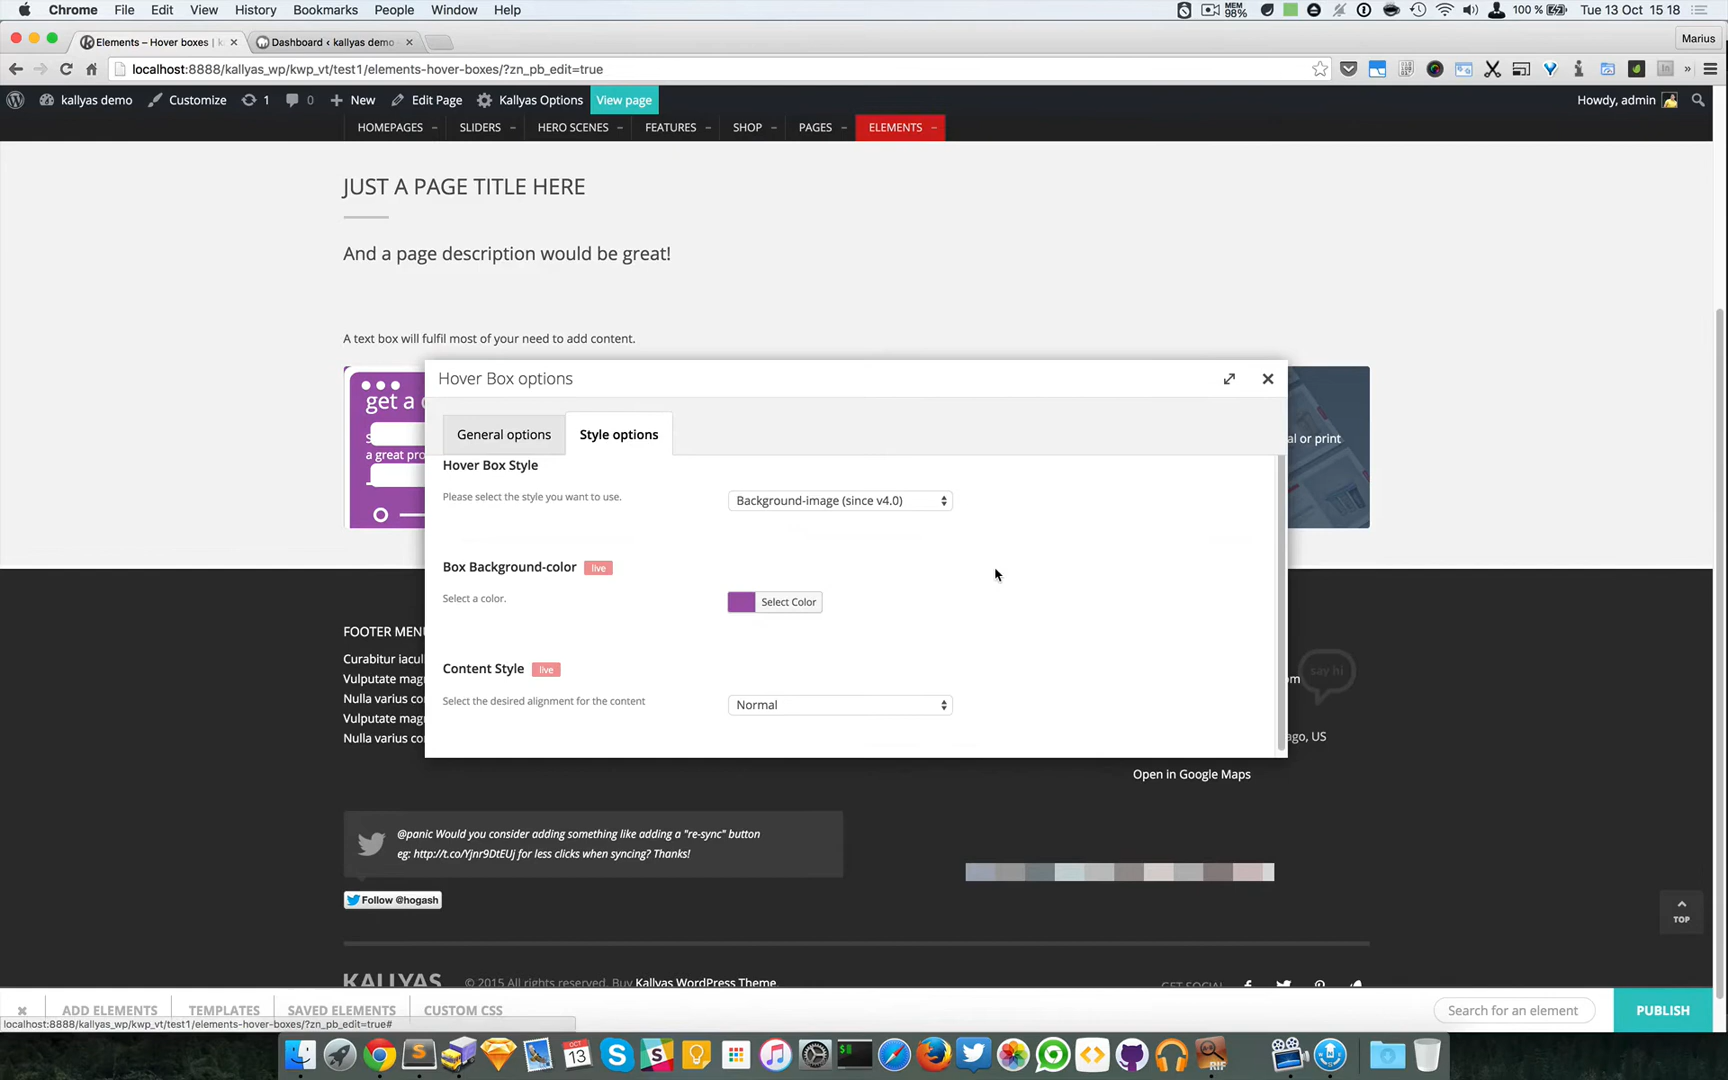 Chrome File Edit View History Bookmarks People Window Help
MEM 98% 100 % Tue 13 Oct 15 18
Elements – Hover boxes | k
Dashboard ‹ kallyas demo
Marius
localhost:8888/kallyas_wp/kwp_vt/test1/elements-hover-boxes/?zn_pb_edit=true
kallyas demo Customize 1 0 New Edit Page Kallyas Options View page Howdy, admin
HOMEPAGES SLIDERS HERO SCENES FEATURES SHOP PAGES ELEMENTS
JUST A PAGE TITLE HERE
And a page description would be great!
A text box will fulfil most of your need to add content.
get a
a great pro
al or print
Hover Box options
General options Style options
Hover Box Style
Please select the style you want to use.
Background-image (since v4.0)
Box Background-color live
Select a color.
Select Color
Content Style live
Select the desired alignment for the content
Normal
FOOTER MENU
Curabitur iacul
Vulputate mag
Nulla varius co
Vulputate mag
Nulla varius co
say hi
om
ago, US
Open in Google Maps
@panic Would you consider adding something like adding a "re-sync" button
eg: http://t.co/Yjnr9DtEUj for less clicks when syncing? Thanks!
Follow @hogash
TOP
KALLYAS © 2015 All rights reserved. Buy Kallyas WordPress Theme.
GET SOCIAL
ADD ELEMENTS TEMPLATES SAVED ELEMENTS CUSTOM CSS
Search for an element
PUBLISH
localhost:8888/kallyas_wp/kwp_vt/test1/elements-hover-boxes/?zn_pb_edit=true#
OCT 13
RIF